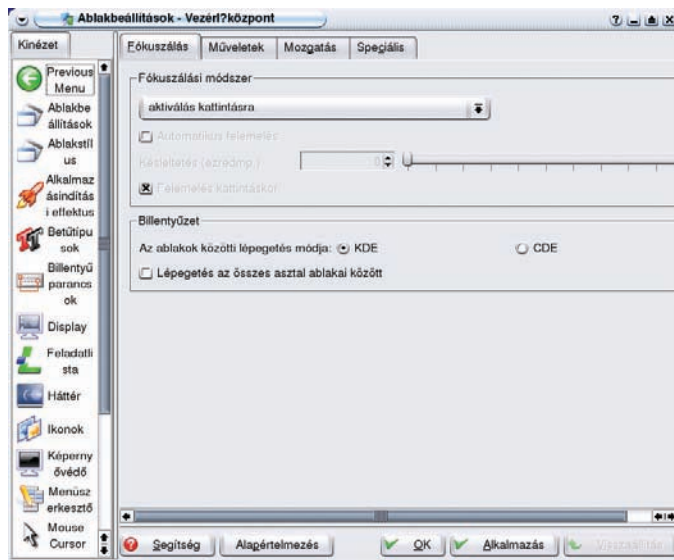 Ablakbeállítások - Vezérl?központ
Kinézet
Previous
Menu
Ablakbe
állítások
Ablakstíl
us
Alkalmaz
ásindítás
i effektus
Betűtípu
sok
Billentyű
parancs
ok
Display
Feladatli
sta
Háttér
Ikonok
Képerny
ővédő
Menüsz
erkesztő
Mouse
Cursor
Fókuszálás Műveletek Mozgatás Speciális
Fókuszálási módszer
aktiválás kattintásra
Automatikus felemelés
Késleltetés (ezredmp.) 0
Felemelés kattintáskor
Billentyűzet
Az ablakok közötti lépegetés módja: KDE CDE
Lépegetés az összes asztal ablakai között
Segítség Alapértelmezés OK Alkalmazás Visszaállítás